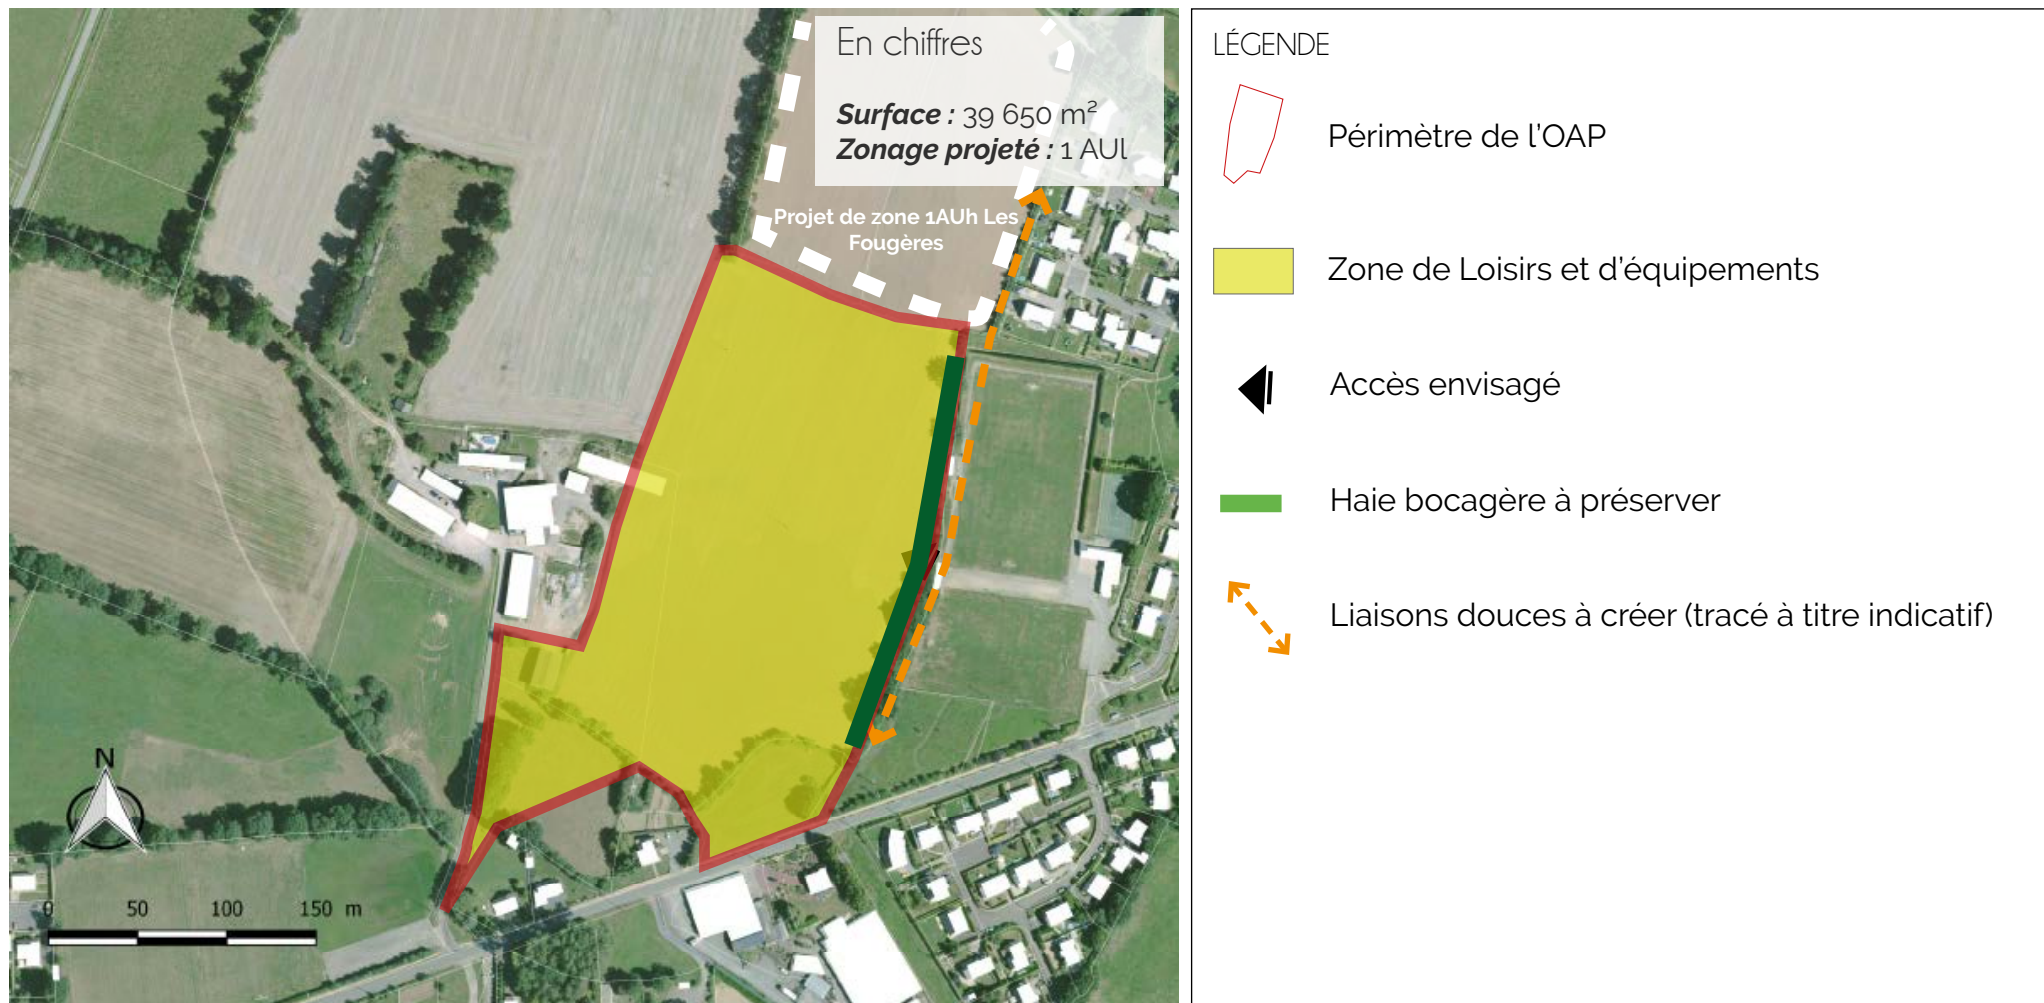 En chiffres
Surface : 39 650 m²
Zonage projeté : 1 AUl
Projet de zone 1AUh Les
Fougères
N
0 50 100 150 m
LÉGENDE
Périmètre de l'OAP
Zone de Loisirs et d'équipements
Accès envisagé
Haie bocagère à préserver
Liaisons douces à créer (tracé à titre indicatif)